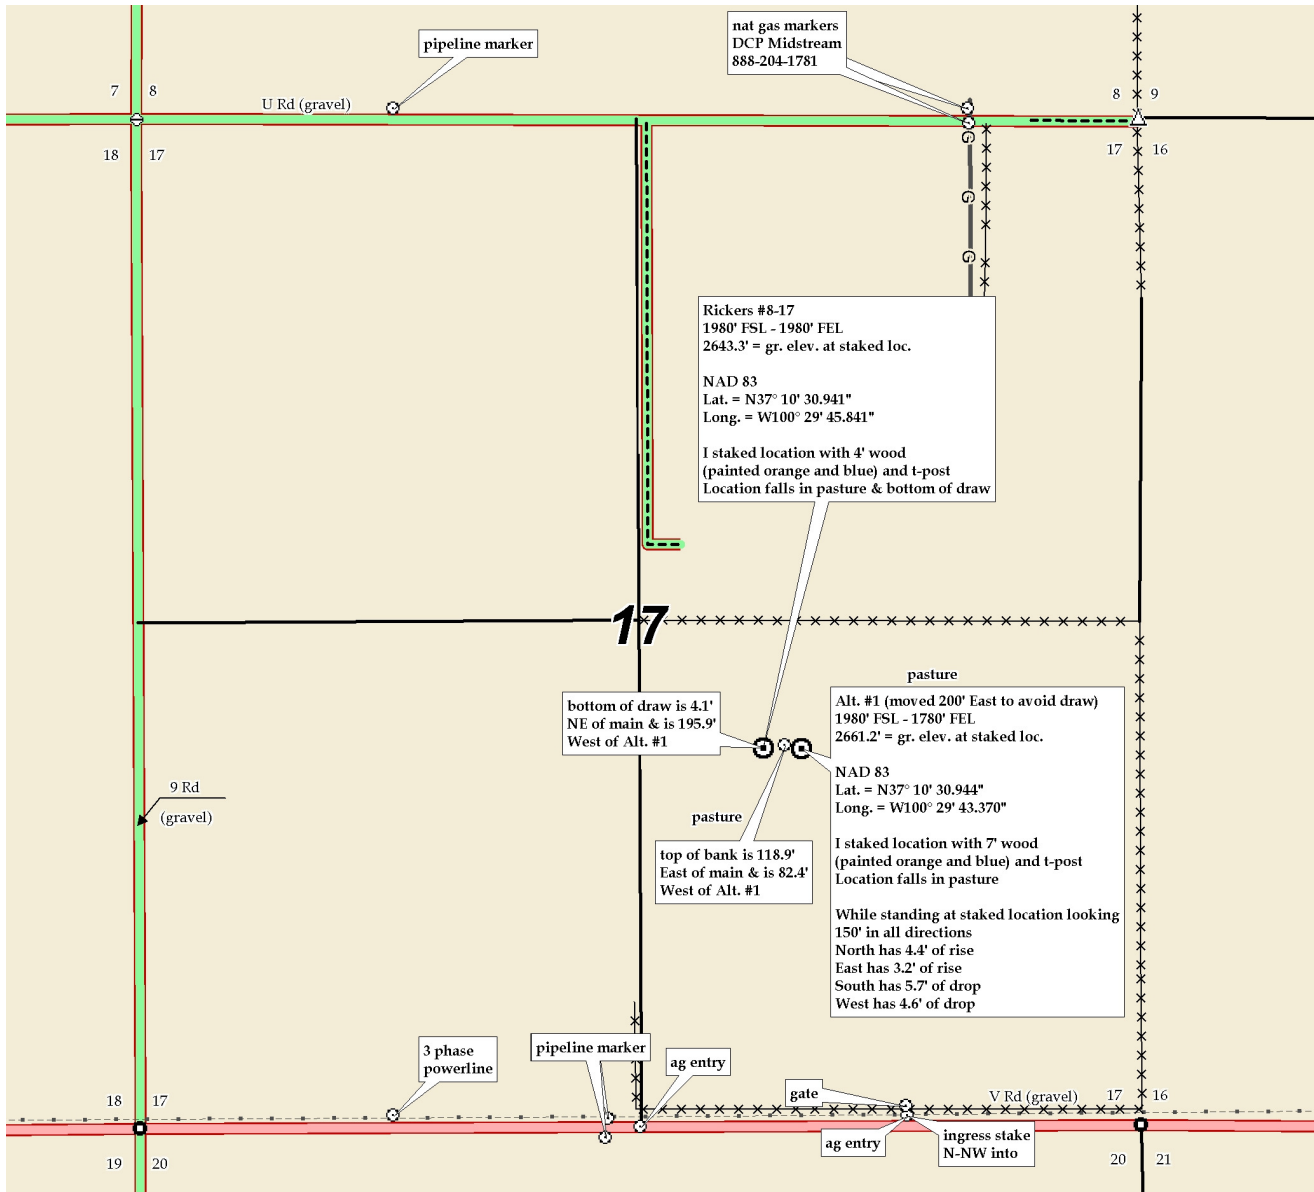 pipeline marker
nat gas markers
DCP Midstream
888-204-1781
7 8
U Rd (gravel)
8 9
18 17
17 16
G
G
G
Rickers #8-17
1980' FSL - 1980' FEL
2643.3' = gr. elev. at staked loc.
NAD 83
Lat. = N37° 10' 30.941"
Long. = W100° 29' 45.841"
I staked location with 4' wood
(painted orange and blue) and t-post
Location falls in pasture & bottom of draw
17
pasture
bottom of draw is 4.1'
NE of main & is 195.9'
West of Alt. #1
Alt. #1 (moved 200' East to avoid draw)
1980' FSL - 1780' FEL
2661.2' = gr. elev. at staked loc.
NAD 83
Lat. = N37° 10' 30.944"
Long. = W100° 29' 43.370"
I staked location with 7' wood
(painted orange and blue) and t-post
Location falls in pasture
While standing at staked location looking
150' in all directions
North has 4.4' of rise
East has 3.2' of rise
South has 5.7' of drop
West has 4.6' of drop
9 Rd
(gravel)
pasture
top of bank is 118.9'
East of main & is 82.4'
West of Alt. #1
3 phase
powerline
pipeline marker
ag entry
gate
V Rd (gravel)
18 17
17 16
ag entry
ingress stake
N-NW into
19 20
20 21